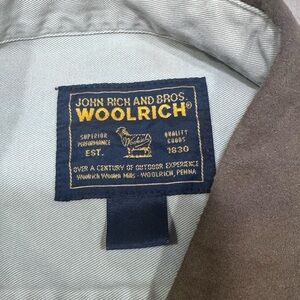 JOHN RICH AND BROS.
WOOLRICH®
SUPERIOR PERFORMANCE
Woolrich
QUALITY GOODS
EST. 1830
OVER A CENTURY OF OUTDOOR EXPERIENCE
Woolrich Woolen Mills - WOOLRICH, PENNA